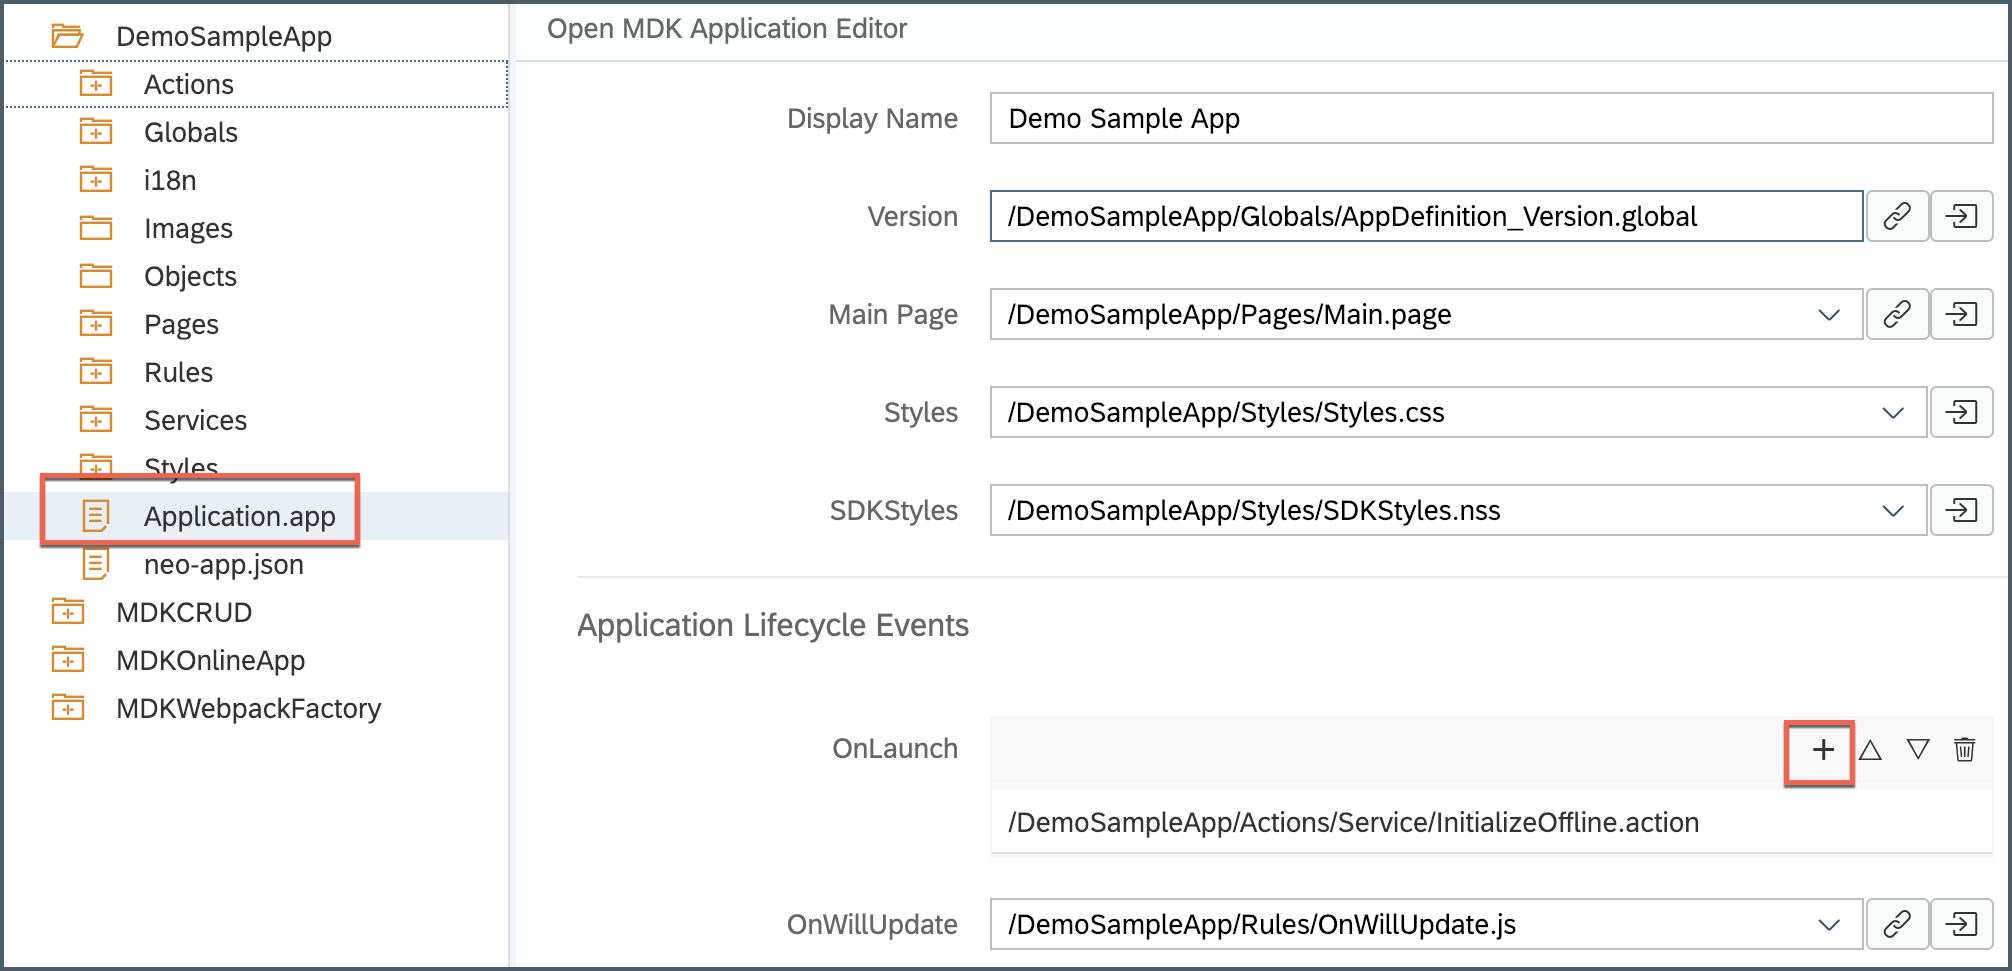 DemoSampleApp
Actions
Globals
i18n
Images
Objects
Pages
Rules
Services
Styles
Application.app
neo-app.json
MDKCRUD
MDKOnlineApp
MDKWebpackFactory
Open MDK Application Editor
Display Name Demo Sample App
Version /DemoSampleApp/Globals/AppDefinition_Version.global
Main Page /DemoSampleApp/Pages/Main.page
Styles /DemoSampleApp/Styles/Styles.css
SDKStyles /DemoSampleApp/Styles/SDKStyles.nss
Application Lifecycle Events
OnLaunch
/DemoSampleApp/Actions/Service/InitializeOffline.action
OnWillUpdate /DemoSampleApp/Rules/OnWillUpdate.js